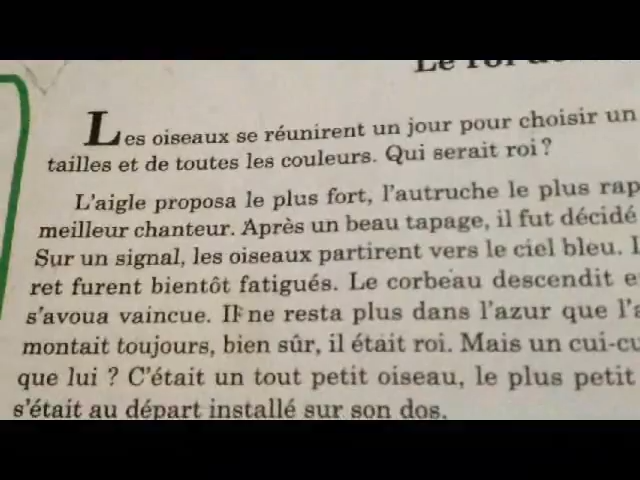 Le roi
Les oiseaux se réunirent un jour pour choisir un
tailles et de toutes les couleurs. Qui serait roi ?
L'aigle proposa le plus fort, l'autruche le plus rap
meilleur chanteur. Après un beau tapage, il fut décidé
Sur un signal, les oiseaux partirent vers le ciel bleu.
ret furent bientôt fatigués. Le corbeau descendit e
s'avoua vaincue. Il ne resta plus dans l'azur que l'a
montait toujours, bien sûr, il était roi. Mais un cui-cu
que lui ? C'était un tout petit oiseau, le plus petit
s'était au départ installé sur son dos.